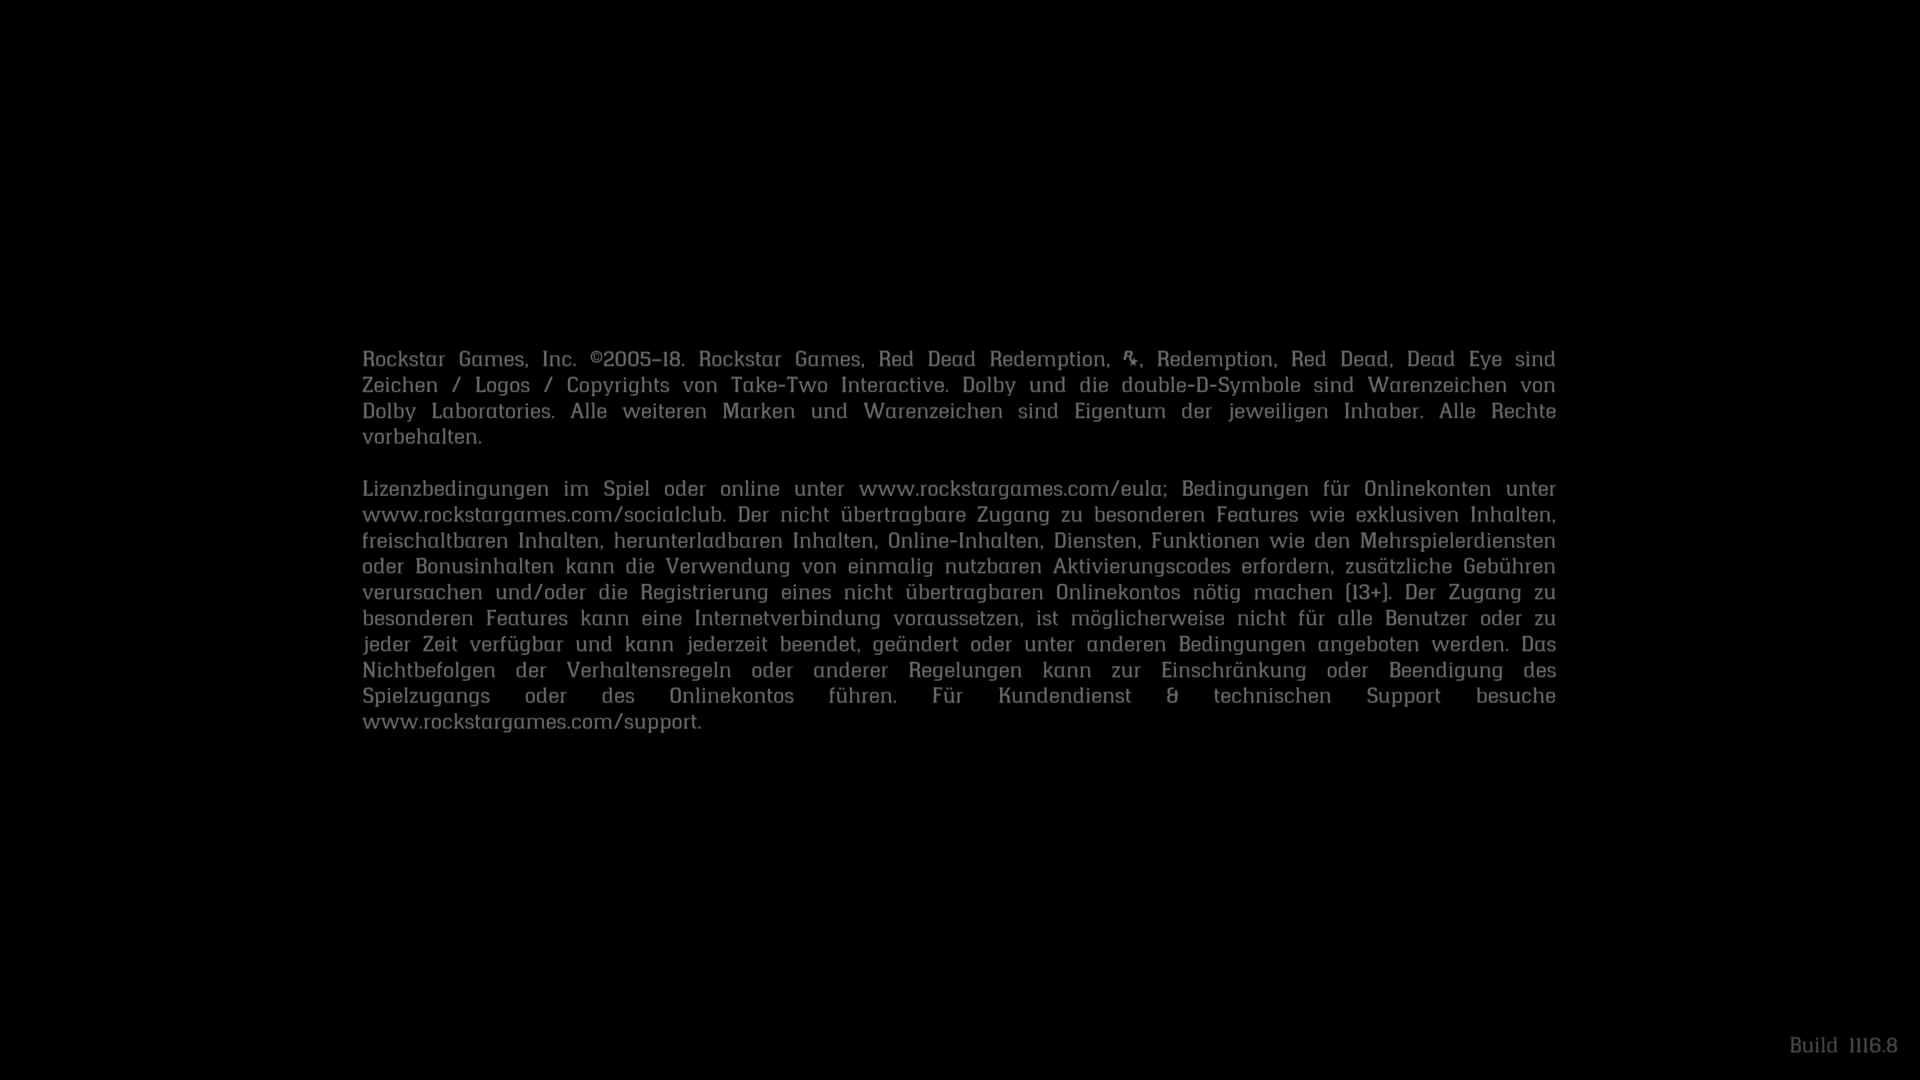 Rockstar Games, Inc. ©2005–18. Rockstar Games, Red Dead Redemption, R★, Redemption, Red Dead, Dead Eye sind
Zeichen / Logos / Copyrights von Take-Two Interactive. Dolby und die double-D-Symbole sind Warenzeichen von
Dolby Laboratories. Alle weiteren Marken und Warenzeichen sind Eigentum der jeweiligen Inhaber. Alle Rechte
vorbehalten.
Lizenzbedingungen im Spiel oder online unter www.rockstargames.com/eula; Bedingungen für Onlinekonten unter
www.rockstargames.com/socialclub. Der nicht übertragbare Zugang zu besonderen Features wie exklusiven Inhalten,
freischaltbaren Inhalten, herunterladbaren Inhalten, Online-Inhalten, Diensten, Funktionen wie den Mehrspielerdiensten
oder Bonusinhalten kann die Verwendung von einmalig nutzbaren Aktivierungscodes erfordern, zusätzliche Gebühren
verursachen und/oder die Registrierung eines nicht übertragbaren Onlinekontos nötig machen (13+). Der Zugang zu
besonderen Features kann eine Internetverbindung voraussetzen, ist möglicherweise nicht für alle Benutzer oder zu
jeder Zeit verfügbar und kann jederzeit beendet, geändert oder unter anderen Bedingungen angeboten werden. Das
Nichtbefolgen der Verhaltensregeln oder anderer Regelungen kann zur Einschränkung oder Beendigung des
Spielzugangs oder des Onlinekontos führen. Für Kundendienst & technischen Support besuche
www.rockstargames.com/support.
Build 1116.8